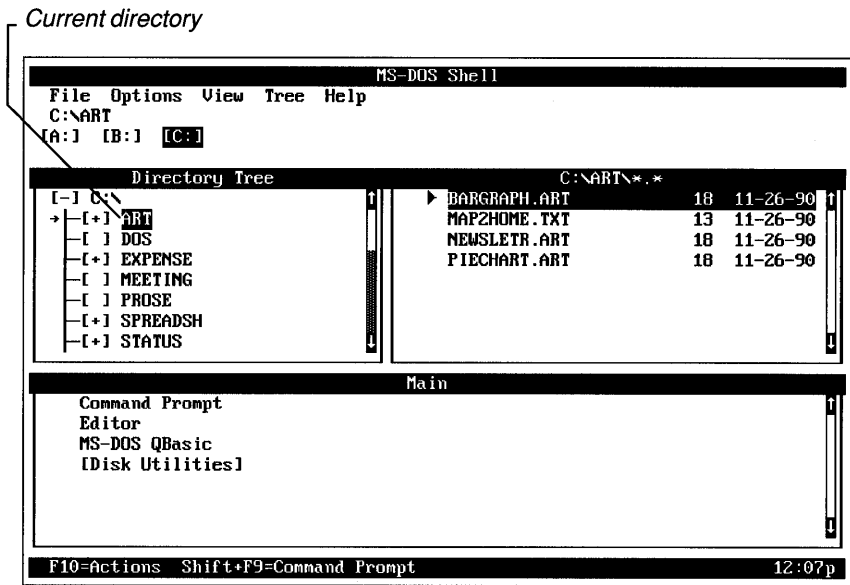 Current directory
MS-DOS Shell
File Options View Tree Help
C:\ART
[A:] [B:] [C:]
Directory Tree
[-] C:\
[+] ART
[ ] DOS
[+] EXPENSE
[ ] MEETING
[ ] PROSE
[+] SPREADSH
[+] STATUS
C:\ART\*.*
BARGRAPH.ART 18 11-26-90
MAP2HOME.TXT 13 11-26-90
NEWSLETR.ART 18 11-26-90
PIECHART.ART 18 11-26-90
Main
Command Prompt
Editor
MS-DOS QBasic
[Disk Utilities]
F10=Actions Shift+F9=Command Prompt 12:07p